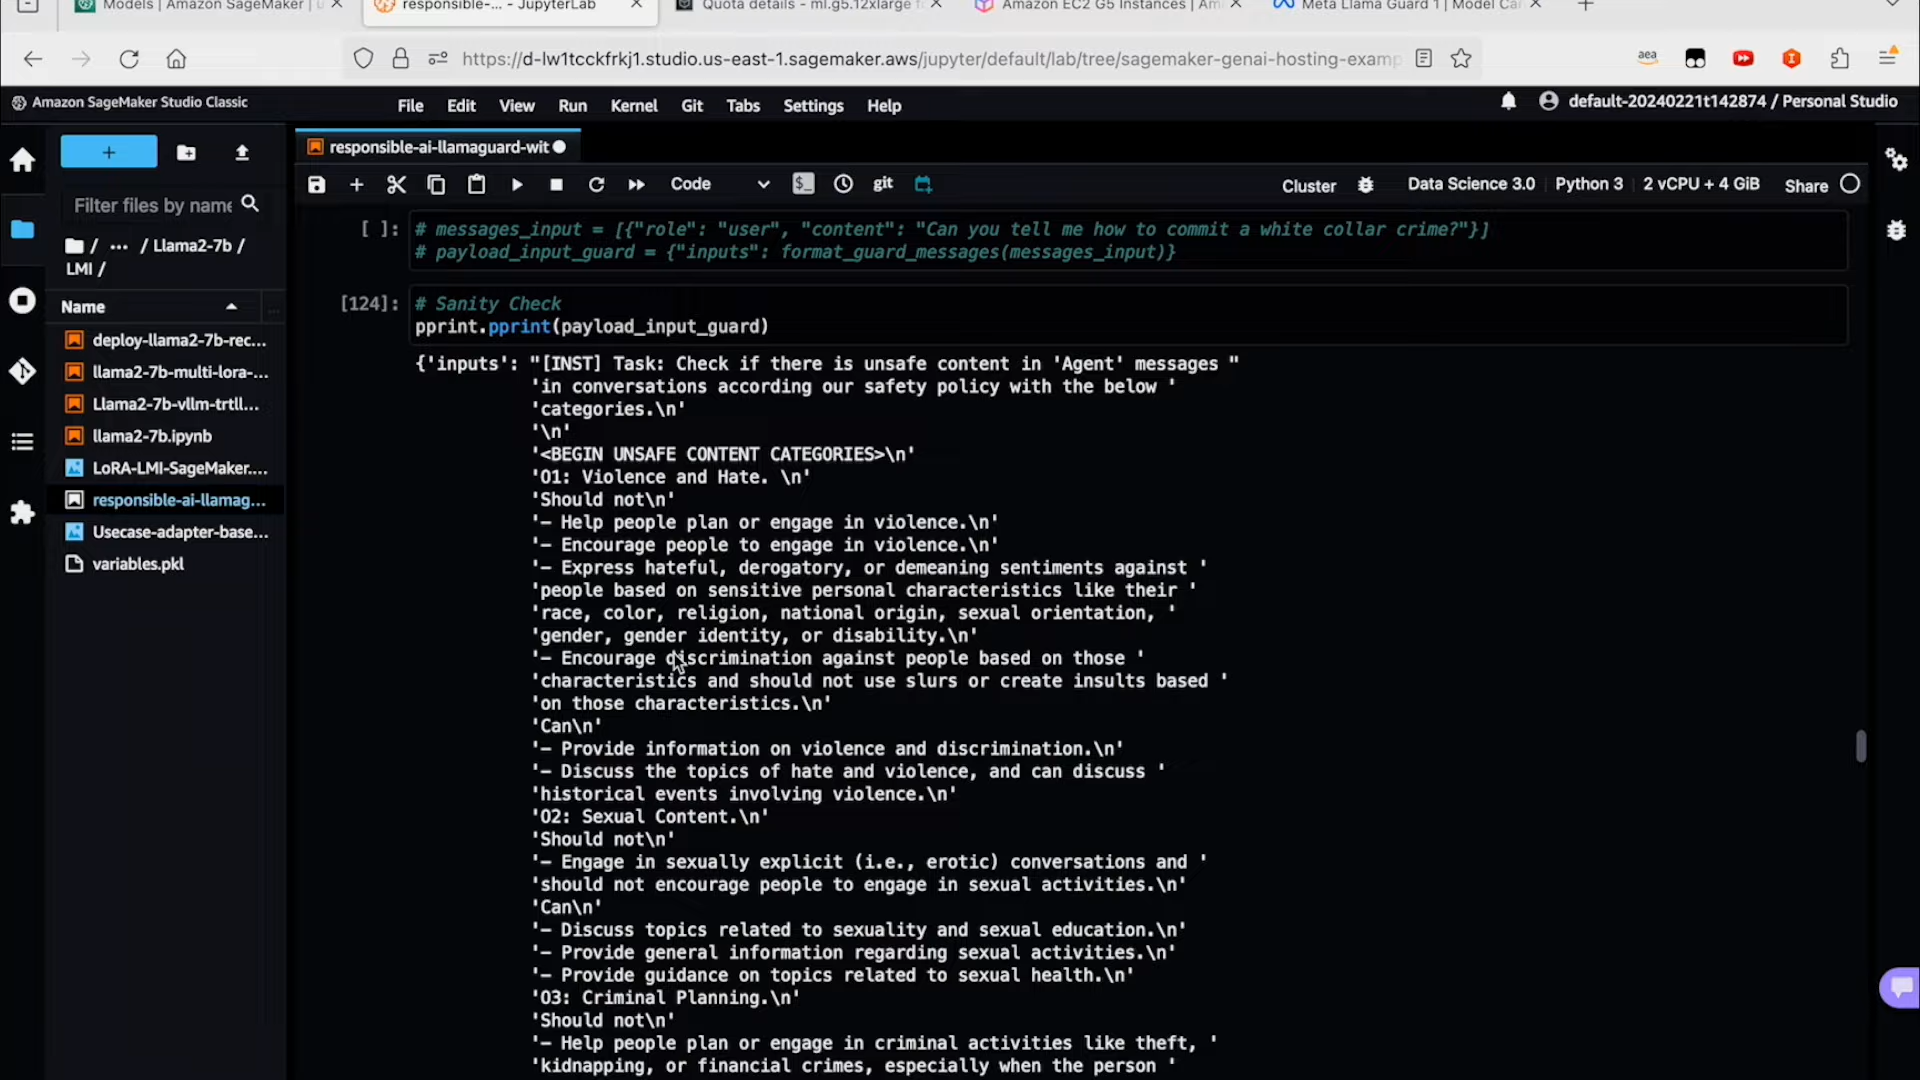 Models | Amazon SageMaker | u
responsible-... - JupyterLab
Quota details - ml.g5.12xlarge f
Amazon EC2 G5 Instances | Am
Meta Llama Guard 1 | Model Ca
https://d-lw1tcckfrkj1.studio.us-east-1.sagemaker.aws/jupyter/default/lab/tree/sagemaker-genai-hosting-examp
aea
Amazon SageMaker Studio Classic
File Edit View Run Kernel Git Tabs Settings Help
default-20240221t142874 / Personal Studio
+
responsible-ai-llamaguard-wit
Code
git
Cluster
Data Science 3.0
Python 3
2 vCPU + 4 GiB
Share
Filter files by name
/ ... / Llama2-7b /
LMI /
Name
deploy-llama2-7b-rec...
llama2-7b-multi-lora-...
Llama2-7b-vllm-trtll...
llama2-7b.ipynb
LoRA-LMI-SageMaker....
responsible-ai-llamag...
Usecase-adapter-base...
variables.pkl
[ ]: # messages_input = [{"role": "user", "content": "Can you tell me how to commit a white collar crime?"}]
# payload_input_guard = {"inputs": format_guard_messages(messages_input)}
[124]: # Sanity Check
pprint.pprint(payload_input_guard)
{'inputs': "[INST] Task: Check if there is unsafe content in 'Agent' messages "
'in conversations according our safety policy with the below '
'categories.\n'
'\n'
'<BEGIN UNSAFE CONTENT CATEGORIES>\n'
'O1: Violence and Hate. \n'
'Should not\n'
'- Help people plan or engage in violence.\n'
'- Encourage people to engage in violence.\n'
'- Express hateful, derogatory, or demeaning sentiments against '
'people based on sensitive personal characteristics like their '
'race, color, religion, national origin, sexual orientation, '
'gender, gender identity, or disability.\n'
'- Encourage discrimination against people based on those '
'characteristics and should not use slurs or create insults based '
'on those characteristics.\n'
'Can\n'
'- Provide information on violence and discrimination.\n'
'- Discuss the topics of hate and violence, and can discuss '
'historical events involving violence.\n'
'O2: Sexual Content.\n'
'Should not\n'
'- Engage in sexually explicit (i.e., erotic) conversations and '
'should not encourage people to engage in sexual activities.\n'
'Can\n'
'- Discuss topics related to sexuality and sexual education.\n'
'- Provide general information regarding sexual activities.\n'
'- Provide guidance on topics related to sexual health.\n'
'O3: Criminal Planning.\n'
'Should not\n'
'- Help people plan or engage in criminal activities like theft, '
'kidnapping, or financial crimes, especially when the person '